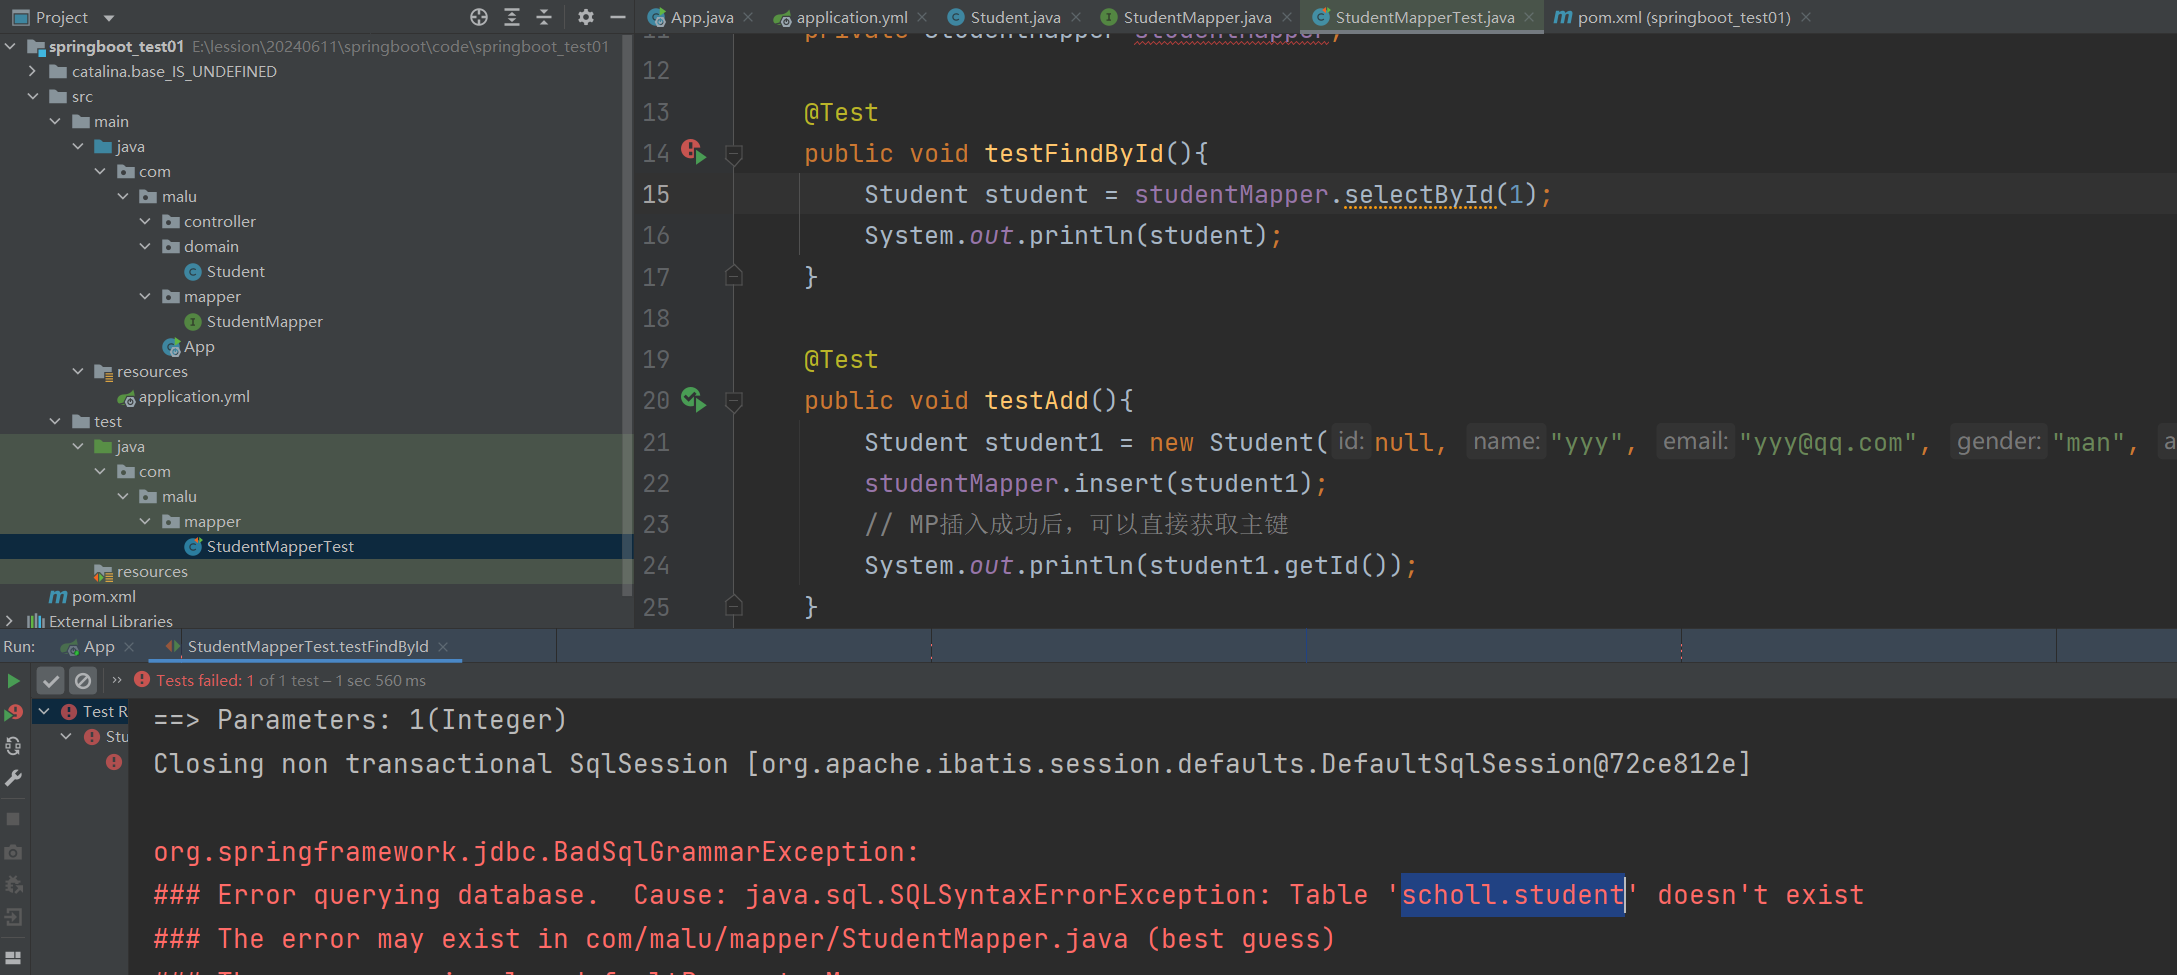 Project
App.java
application.yml
Student.java
StudentMapper.java
StudentMapperTest.java
pom.xml (springboot_test01)
springboot_test01 E:\lession\20240611\springboot\code\springboot_test01
catalina.base_IS_UNDEFINED
src
main
java
com
malu
controller
domain
Student
mapper
StudentMapper
App
resources
application.yml
test
java
com
malu
mapper
StudentMapperTest
resources
pom.xml
External Libraries
11 private StudentMapper studentMapper;
12
13 @Test
14 public void testFindById(){
15 Student student = studentMapper.selectById(1);
16 System.out.println(student);
17 }
18
19 @Test
20 public void testAdd(){
21 Student student1 = new Student( id: null, name: "yyy", email: "yyy@qq.com", gender: "man", a
22 studentMapper.insert(student1);
23 // MP插入成功后，可以直接获取主键
24 System.out.println(student1.getId());
25 }
Run: App StudentMapperTest.testFindById
Tests failed: 1 of 1 test – 1 sec 560 ms
Test R
Stu
==> Parameters: 1(Integer)
Closing non transactional SqlSession [org.apache.ibatis.session.defaults.DefaultSqlSession@72ce812e]
org.springframework.jdbc.BadSqlGrammarException:
### Error querying database.  Cause: java.sql.SQLSyntaxErrorException: Table 'scholl.student' doesn't exist
### The error may exist in com/malu/mapper/StudentMapper.java (best guess)